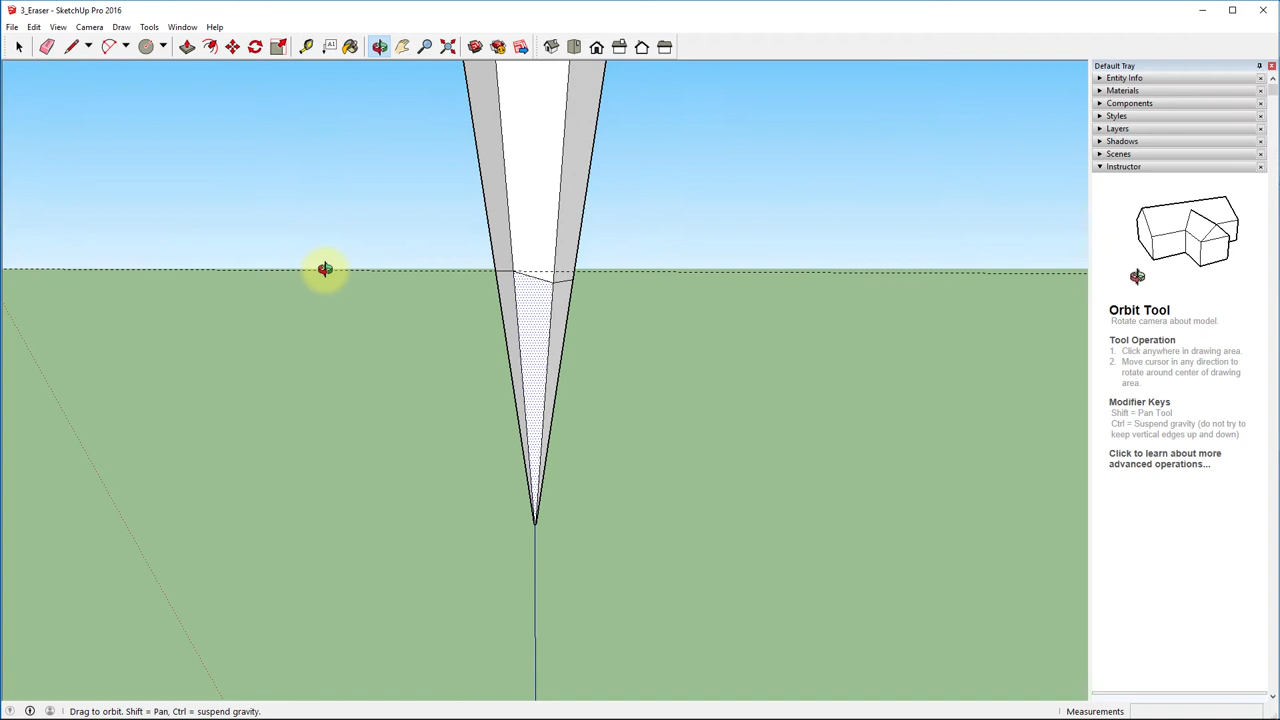 3_Eraser - SketchUp Pro 2016
File Edit View Camera Draw Tools Window Help
A1
Default Tray
Entity Info
Materials
Components
Styles
Layers
Shadows
Scenes
Instructor
Orbit Tool
Rotate camera about model.
Tool Operation
1. Click anywhere in drawing area.
2. Move cursor in any direction to
rotate around center of drawing
area.
Modifier Keys
Shift = Pan Tool
Ctrl = Suspend gravity (do not try to
keep vertical edges up and down)
Click to learn about more
advanced operations...
Drag to orbit. Shift = Pan, Ctrl = suspend gravity.
Measurements